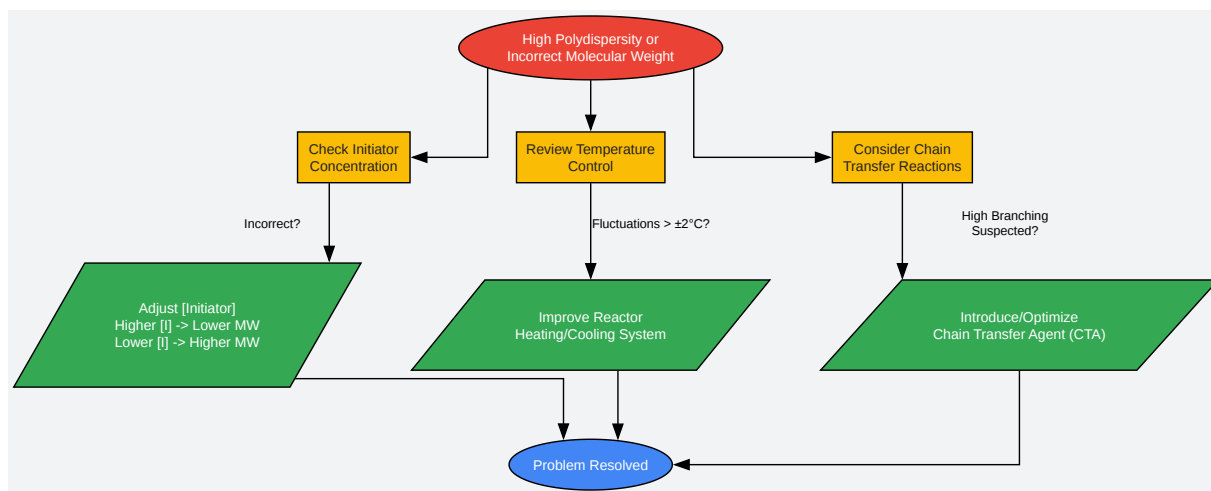 High Polydispersity or
Incorrect Molecular Weight
Check Initiator
Concentration
Review Temperature
Control
Consider Chain
Transfer Reactions
Incorrect?
Fluctuations > ±2°C?
High Branching
Suspected?
Adjust [Initiator]
Higher [I] -> Lower MW
Lower [I] -> Higher MW
Improve Reactor
Heating/Cooling System
Introduce/Optimize
Chain Transfer Agent (CTA)
Problem Resolved